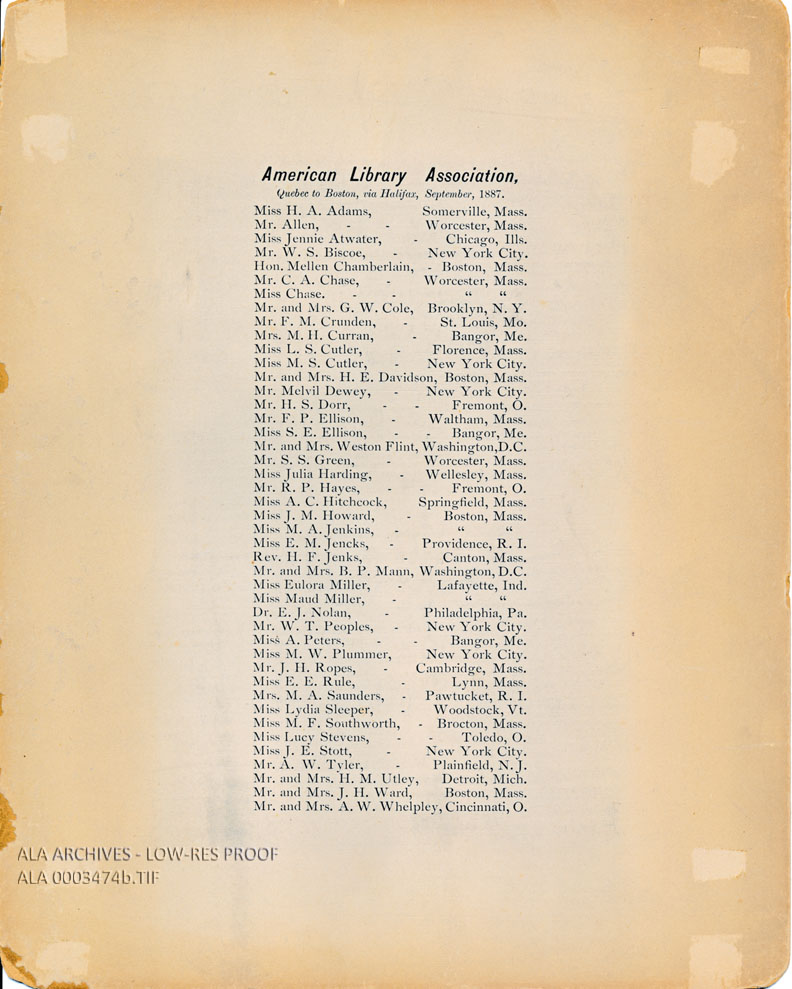 American Library Association,
Quebec to Boston, via Halifax, September, 1887.
Miss H. A. Adams, Somerville, Mass.
Mr. Allen, - - Worcester, Mass.
Miss Jennie Atwater, - Chicago, Ills.
Mr. W. S. Biscoe, - New York City.
Hon. Mellen Chamberlain, - Boston, Mass.
Mr. C. A. Chase, - Worcester, Mass.
Miss Chase. - - “ “
Mr. and Mrs. G. W. Cole, Brooklyn, N. Y.
Mr. F. M. Crunden, - St. Louis, Mo.
Mrs. M. H. Curran, - Bangor, Me.
Miss L. S. Cutler, - Florence, Mass.
Miss M. S. Cutler, - New York City.
Mr. and Mrs. H. E. Davidson, Boston, Mass.
Mr. Melvil Dewey, - New York City.
Mr. H. S. Dorr, - - Fremont, O.
Mr. F. P. Ellison, - Waltham, Mass.
Miss S. E. Ellison, - - Bangor, Me.
Mr. and Mrs. Weston Flint, Washington,D.C.
Mr. S. S. Green, - Worcester, Mass.
Miss Julia Harding, - Wellesley, Mass.
Mr. R. P. Hayes, - - Fremont, O.
Miss A. C. Hitchcock, Springfield, Mass.
Miss J. M. Howard, - Boston, Mass.
Miss M. A. Jenkins, - “ “
Miss E. M. Jencks, - Providence, R. I.
Rev. H. F. Jenks, - Canton, Mass.
Mr. and Mrs. B. P. Mann, Washington, D.C.
Miss Eulora Miller, - Lafayette, Ind.
Miss Maud Miller, - “ “
Dr. E. J. Nolan, - Philadelphia, Pa.
Mr. W. T. Peoples, - New York City.
Miss A. Peters, - - Bangor, Me.
Miss M. W. Plummer, New York City.
Mr. J. H. Ropes, - Cambridge, Mass.
Miss E. E. Rule, - Lynn, Mass.
Mrs. M. A. Saunders, - Pawtucket, R. I.
Miss Lydia Sleeper, - Woodstock, Vt.
Miss M. F. Southworth, - Brocton, Mass.
Miss Lucy Stevens, - - Toledo, O.
Miss J. E. Stott, - New York City.
Mr. A. W. Tyler, - Plainfield, N. J.
Mr. and Mrs. H. M. Utley, Detroit, Mich.
Mr. and Mrs. J. H. Ward, Boston, Mass.
Mr. and Mrs. A. W. Whelpley, Cincinnati, O.
ALA ARCHIVES - LOW-RES PROOF
ALA 0003474b.TIF